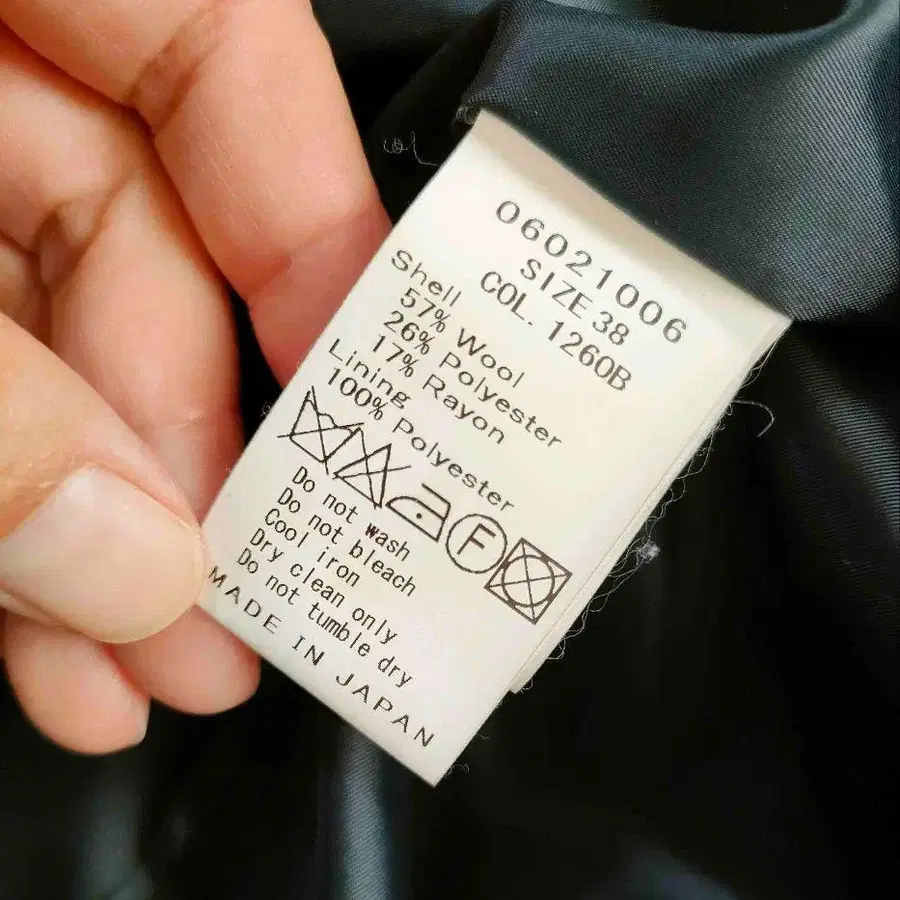 06021006
SIZE 38
COL. 1260B
Shell
57% Wool
26% Polyester
17% Rayon
Lining
100% Polyester
F
Do not wash
Do not bleach
Cool iron
Dry clean only
Do not tumble dry
MADE IN JAPAN